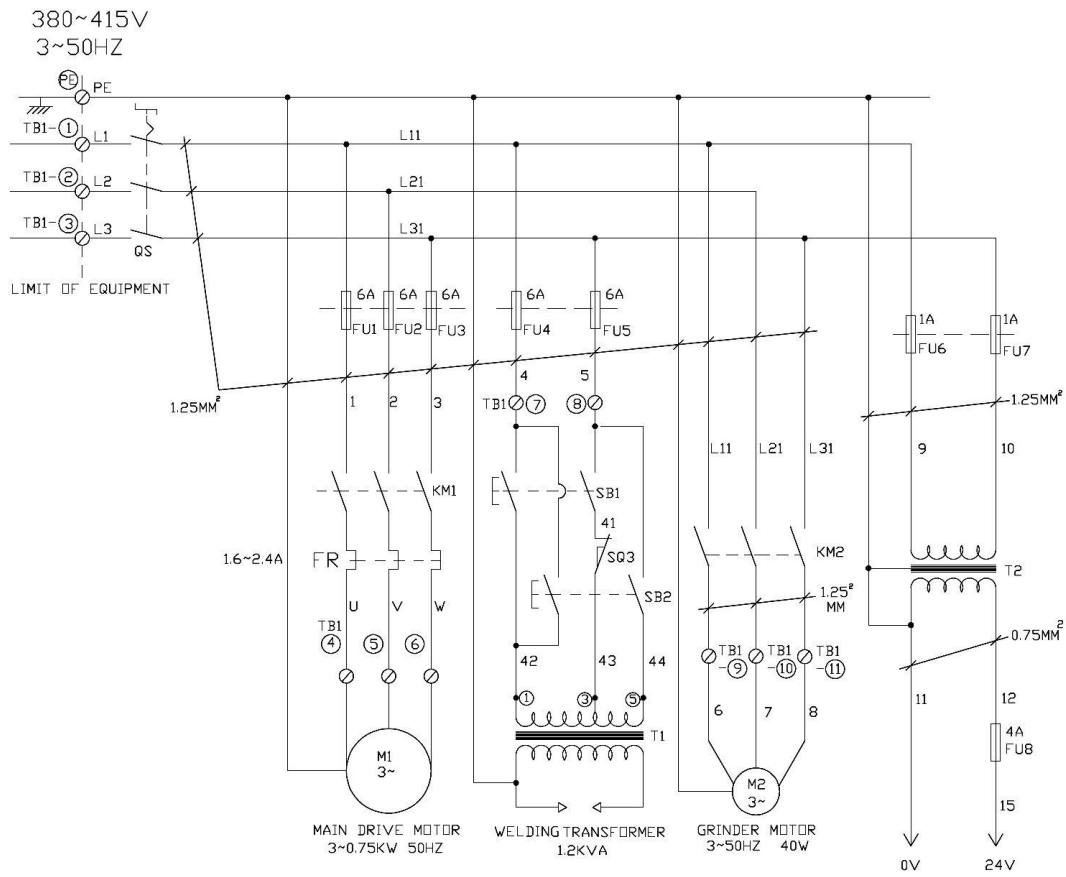 380~415V
3~50HZ
PE
PE
TB1-1
L1
L11
TB1-2
L2
L21
TB1-3
L3
L31
QS
LIMIT OF EQUIPMENT
6A
6A
6A
6A
6A
FU1
FU2
FU3
FU4
FU5
1A
1A
FU6
FU7
1.25MM²
1.25MM²
4
5
1
2
3
TB1
7
8
9
10
L11
L21
L31
KM1
SB1
41
SQ3
KM2
1.6~2.4A
FR
T2
SB2
1.25²
MM
U
V
W
TB1
4
5
6
42
43
44
TB1
-9
TB1
-10
TB1
-11
0.75MM²
1
3
5
6
7
8
11
12
T1
4A
FU8
M1
3~
M2
3~
15
MAIN DRIVE MOTOR
3~0.75KW 50HZ
WELDING TRANSFORMER
1.2KVA
GRINDER MOTOR
3~50HZ 40W
0V
24V